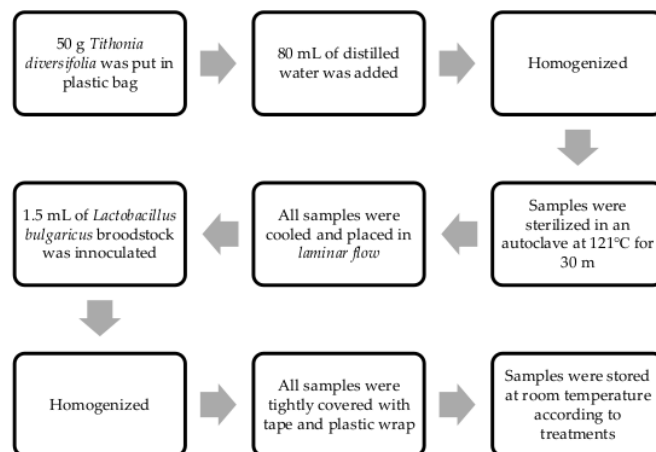 50 g Tithonia
diversifolia was put in
plastic bag
80 mL of distilled
water was added
Homogenized
Samples were
sterilized in an
autoclave at 121°C for
30 m
All samples were
cooled and placed in
laminar flow
1.5 mL of Lactobacillus
bulgaricus broodstock
was innoculated
Homogenized
All samples were
tightly covered with
tape and plastic wrap
Samples were stored
at room temperature
according to
treatments